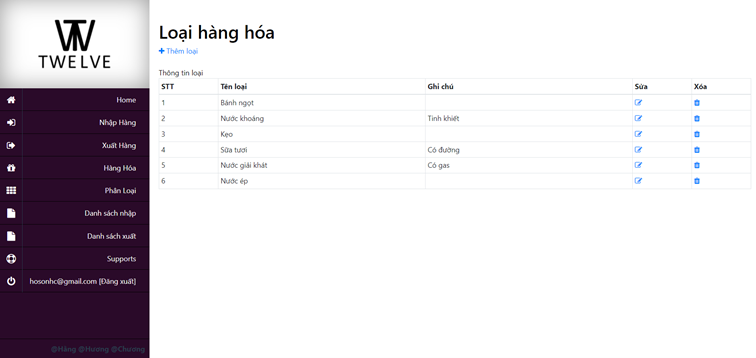 TWELVE
Home
Nhập Hàng
Xuất Hàng
Hàng Hóa
Phân Loại
Danh sách nhập
Danh sách xuất
Supports
hosonhc@gmail.com [Đăng xuất]
@Hằng @Hương @Chương
Loại hàng hóa
Thêm loại
Thông tin loại
STT Tên loại Ghi chú Sửa Xóa
1 Bánh ngọt
2 Nước khoáng Tinh khiết
3 Kẹo
4 Sữa tươi Có đường
5 Nước giải khát Có gas
6 Nước ép